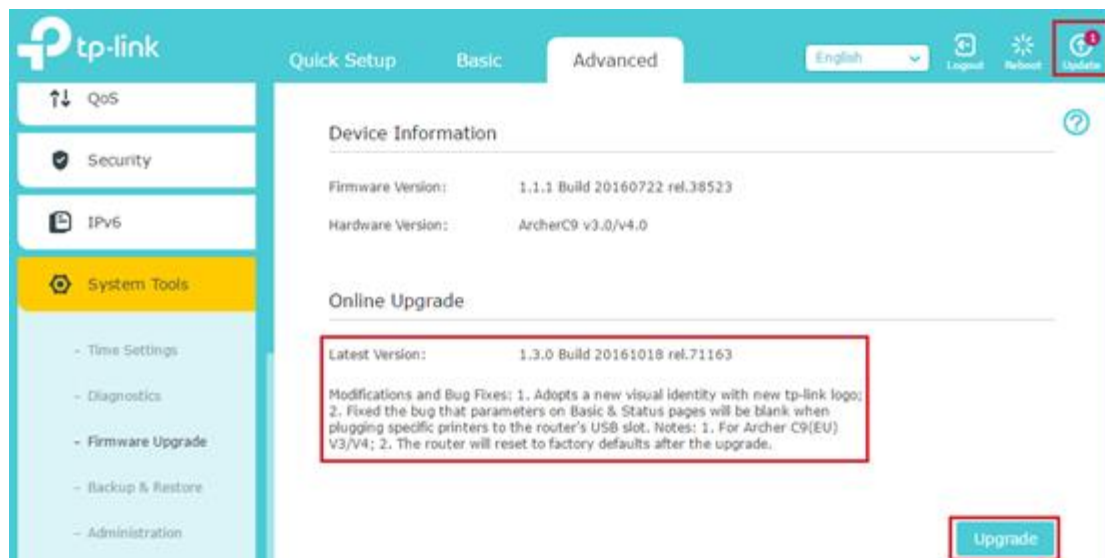 tp-link
Quick Setup
Basic
Advanced
English
Logout
Reboot
1
Update
QoS
Security
IPv6
System Tools
- Time Settings
- Diagnostics
- Firmware Upgrade
- Backup & Restore
- Administration
Device Information
?
Firmware Version: 1.1.1 Build 20160722 rel.38523
Hardware Version: ArcherC9 v3.0/v4.0
Online Upgrade
Latest Version: 1.3.0 Build 20161018 rel.71163
Modifications and Bug Fixes: 1. Adopts a new visual identity with new tp-link logo;
2. Fixed the bug that parameters on Basic & Status pages will be blank when
plugging specific printers to the router's USB slot. Notes: 1. For Archer C9(EU)
V3/V4; 2. The router will reset to factory defaults after the upgrade.
Upgrade